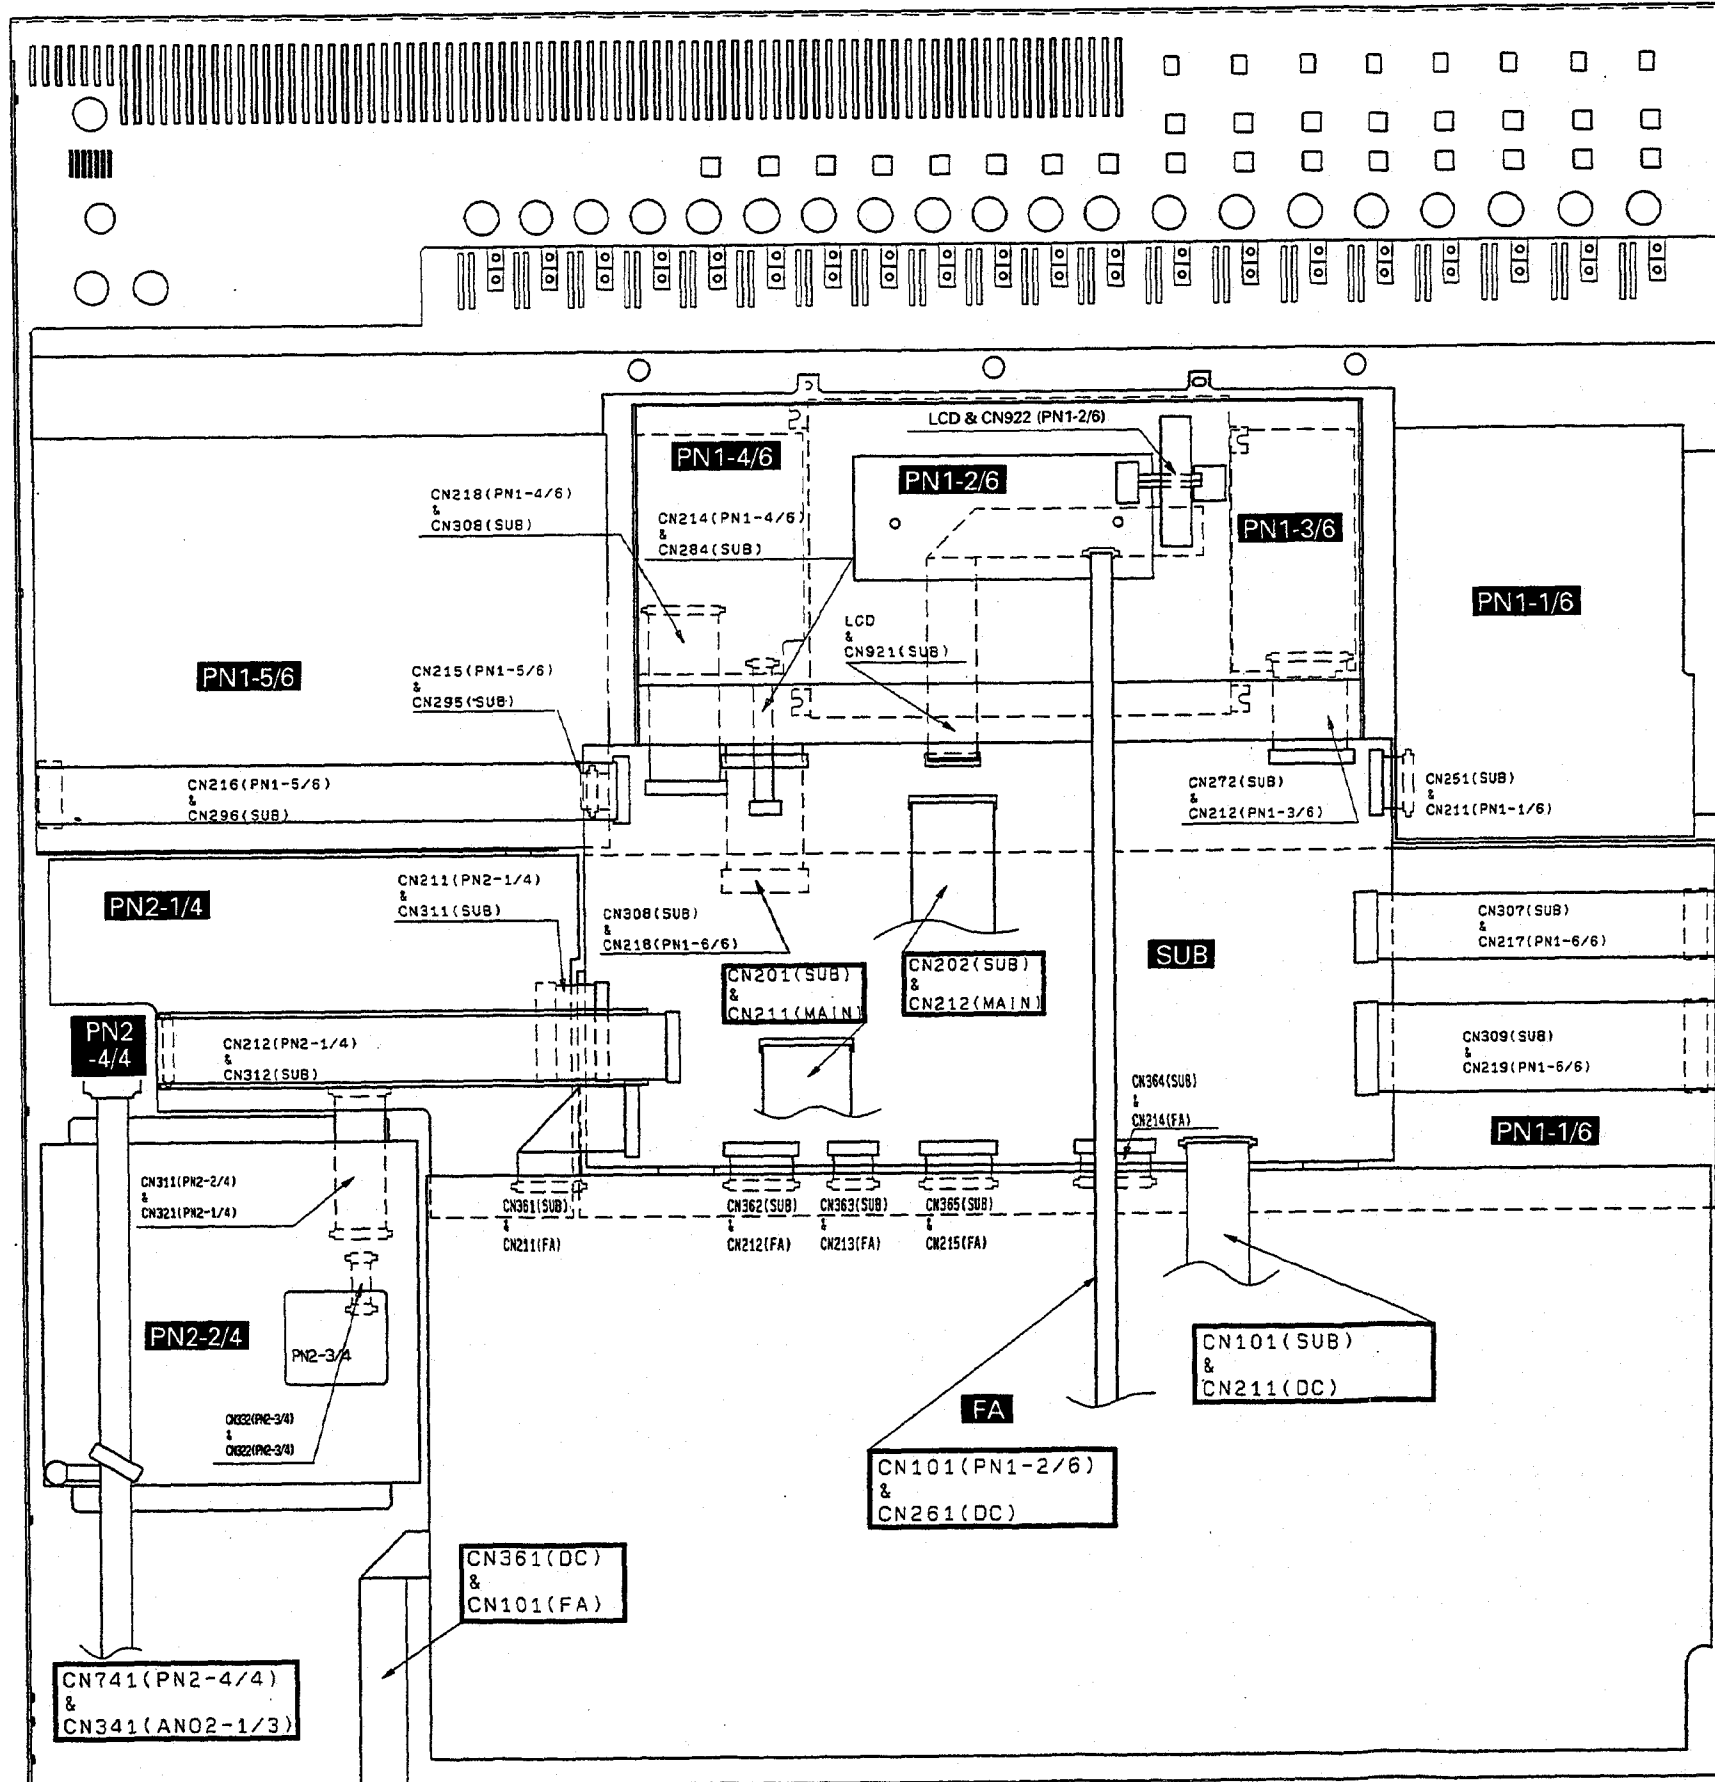 LCD & CN922 (PN1-2/6)
PN1-4/6
PN1-2/6
CN218(PN1-4/6)
&
CN308(SUB)
CN214(PN1-4/6)
&
CN284(SUB)
PN1-3/6
PN1-1/6
LCD
&
CN921(SUB)
PN1-5/6
CN215(PN1-5/6)
&
CN295(SUB)
CN216(PN1-5/6)
&
CN296(SUB)
CN272(SUB)
&
CN212(PN1-3/6)
CN251(SUB)
&
CN211(PN1-1/6)
PN2-1/4
CN211(PN2-1/4)
&
CN311(SUB)
CN308(SUB)
&
CN218(PN1-6/6)
CN201(SUB)
&
CN211(MAIN)
CN202(SUB)
&
CN212(MAIN)
SUB
CN307(SUB)
&
CN217(PN1-6/6)
PN2
-4/4
CN212(PN2-1/4)
&
CN312(SUB)
CN309(SUB)
&
CN219(PN1-6/6)
CN364(SUB)
&
CN214(FA)
PN1-1/6
CN311(PN2-2/4)
&
CN321(PN2-1/4)
CN361(SUB)
&
CN211(FA)
CN362(SUB)
&
CN212(FA)
CN363(SUB)
&
CN213(FA)
CN365(SUB)
&
CN215(FA)
PN2-2/4
PN2-3/4
CN101(SUB)
&
CN211(DC)
CN332(PN2-3/4)
&
CN322(PN2-3/4)
FA
CN101(PN1-2/6)
&
CN261(DC)
CN361(DC)
&
CN101(FA)
CN741(PN2-4/4)
&
CN341(AN02-1/3)